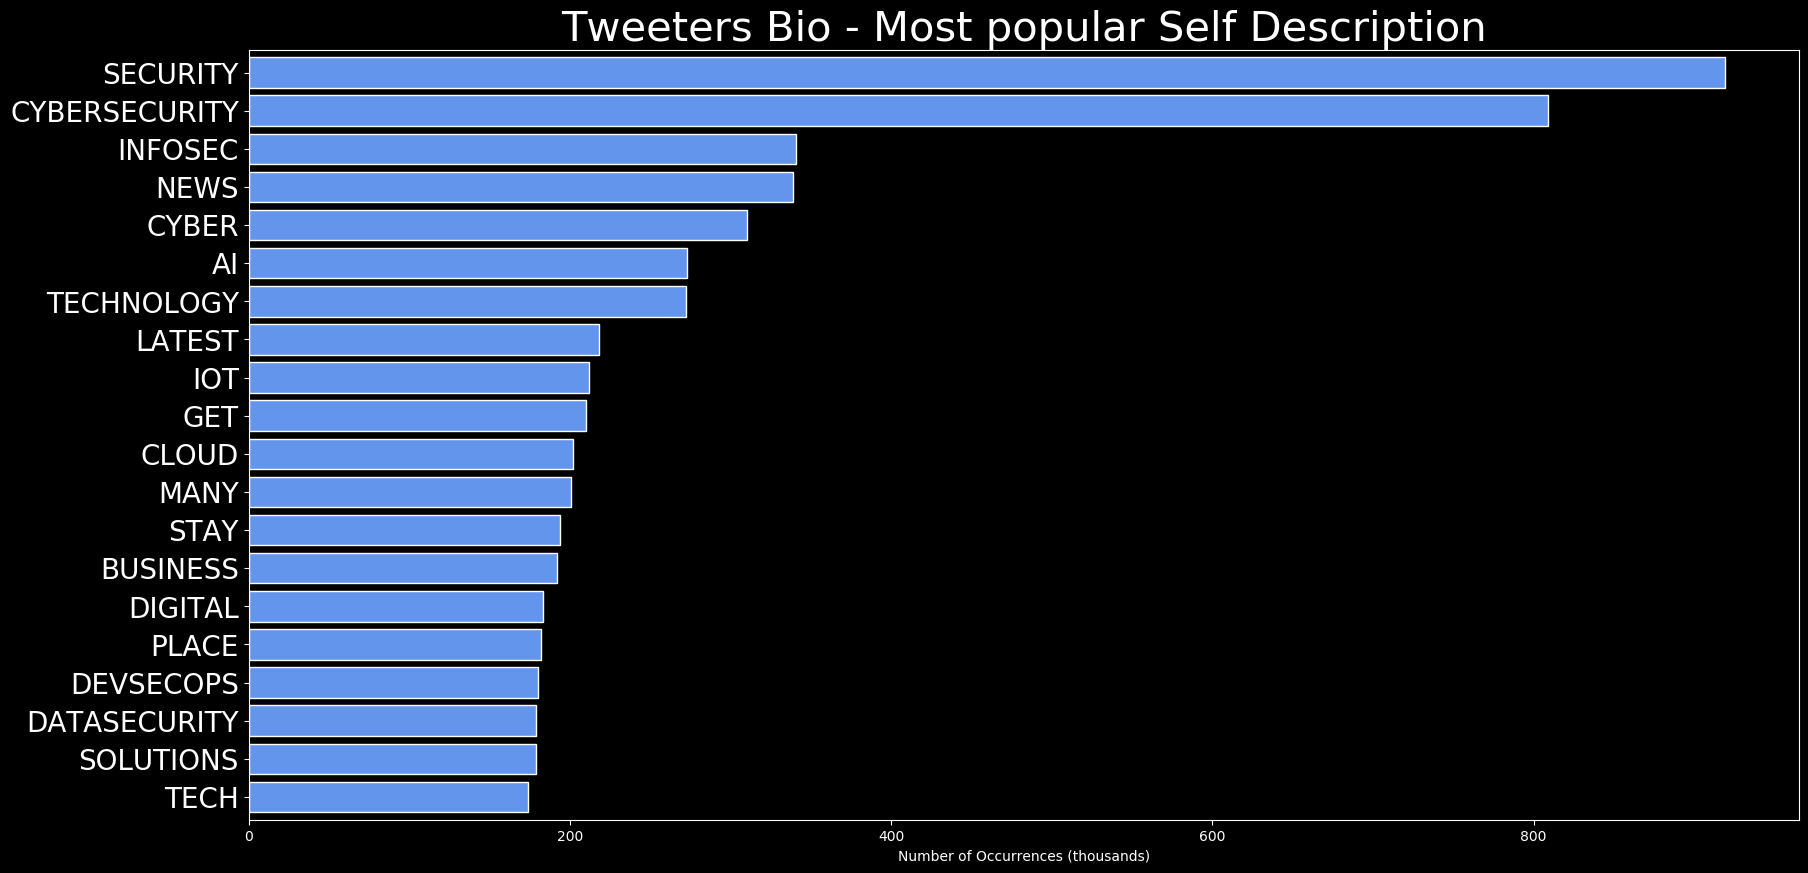 Tweeters Bio - Most popular Self Description
SECURITY
CYBERSECURITY
INFOSEC
NEWS
CYBER
AI
TECHNOLOGY
LATEST
IOT
GET
CLOUD
MANY
STAY
BUSINESS
DIGITAL
PLACE
DEVSECOPS
DATASECURITY
SOLUTIONS
TECH
0 200 400 600 800
Number of Occurrences (thousands)